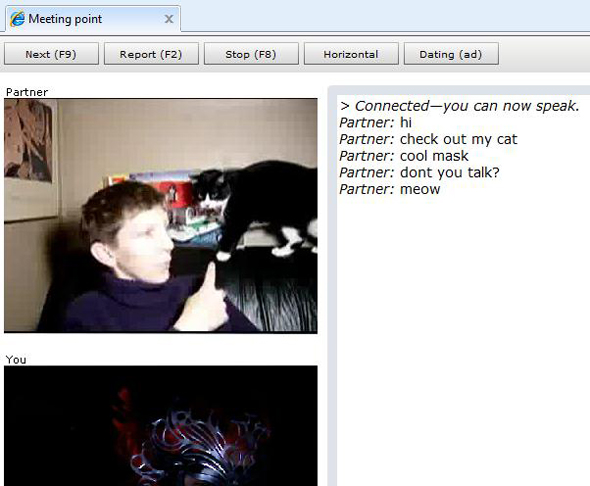 Meeting point X
Next (F9) Report (F2) Stop (F8) Horizontal Dating (ad)
Partner
> Connected—you can now speak.
Partner: hi
Partner: check out my cat
Partner: cool mask
Partner: dont you talk?
Partner: meow
You